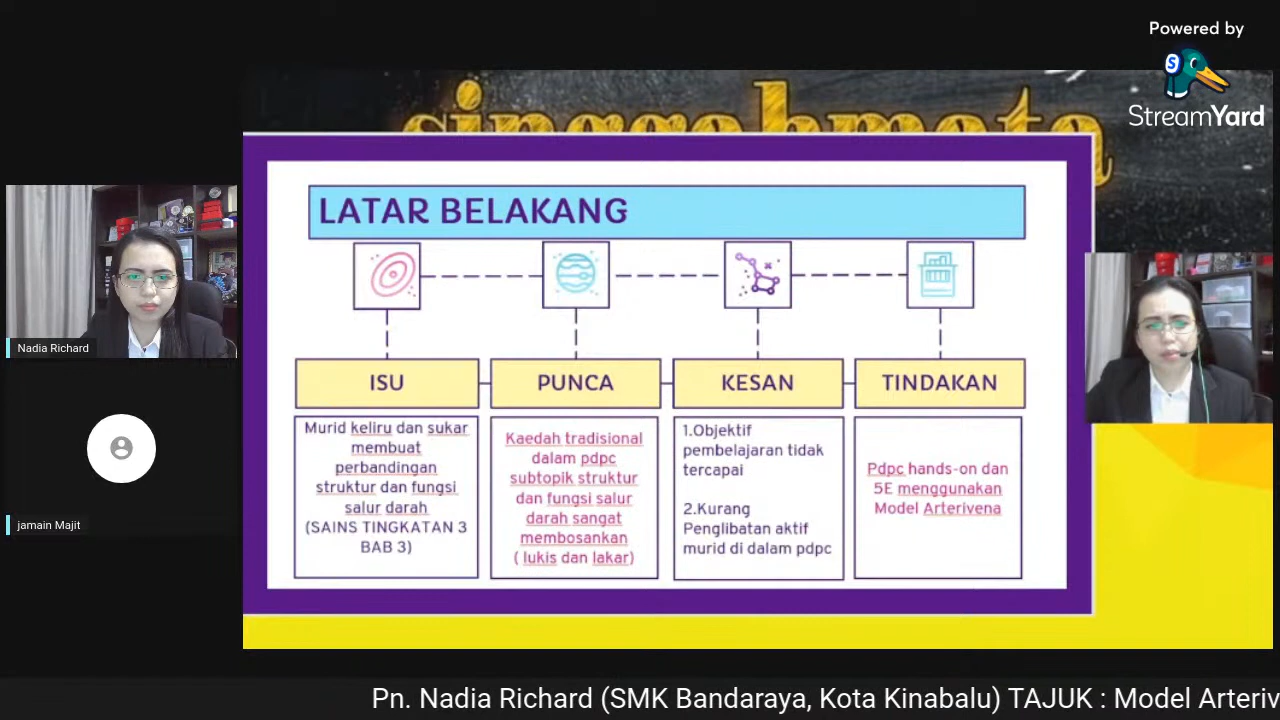 Powered by
S
StreamYard
singgahmata
LATAR BELAKANG
ISU
PUNCA
KESAN
TINDAKAN
Murid keliru dan sukar
membuat
perbandingan
struktur dan fungsi
salur darah
(SAINS TINGKATAN 3
BAB 3)
Kaedah tradisional
dalam pdpc
subtopik struktur
dan fungsi salur
darah sangat
membosankan
( lukis dan lakar)
1.Objektif
pembelajaran tidak
tercapai
2.Kurang
Penglibatan aktif
murid di dalam pdpc
Pdpc hands-on dan
5E menggunakan
Model Arterivena
Nadia Richard
jamain Majit
Pn. Nadia Richard (SMK Bandaraya, Kota Kinabalu) TAJUK : Model Arteriv